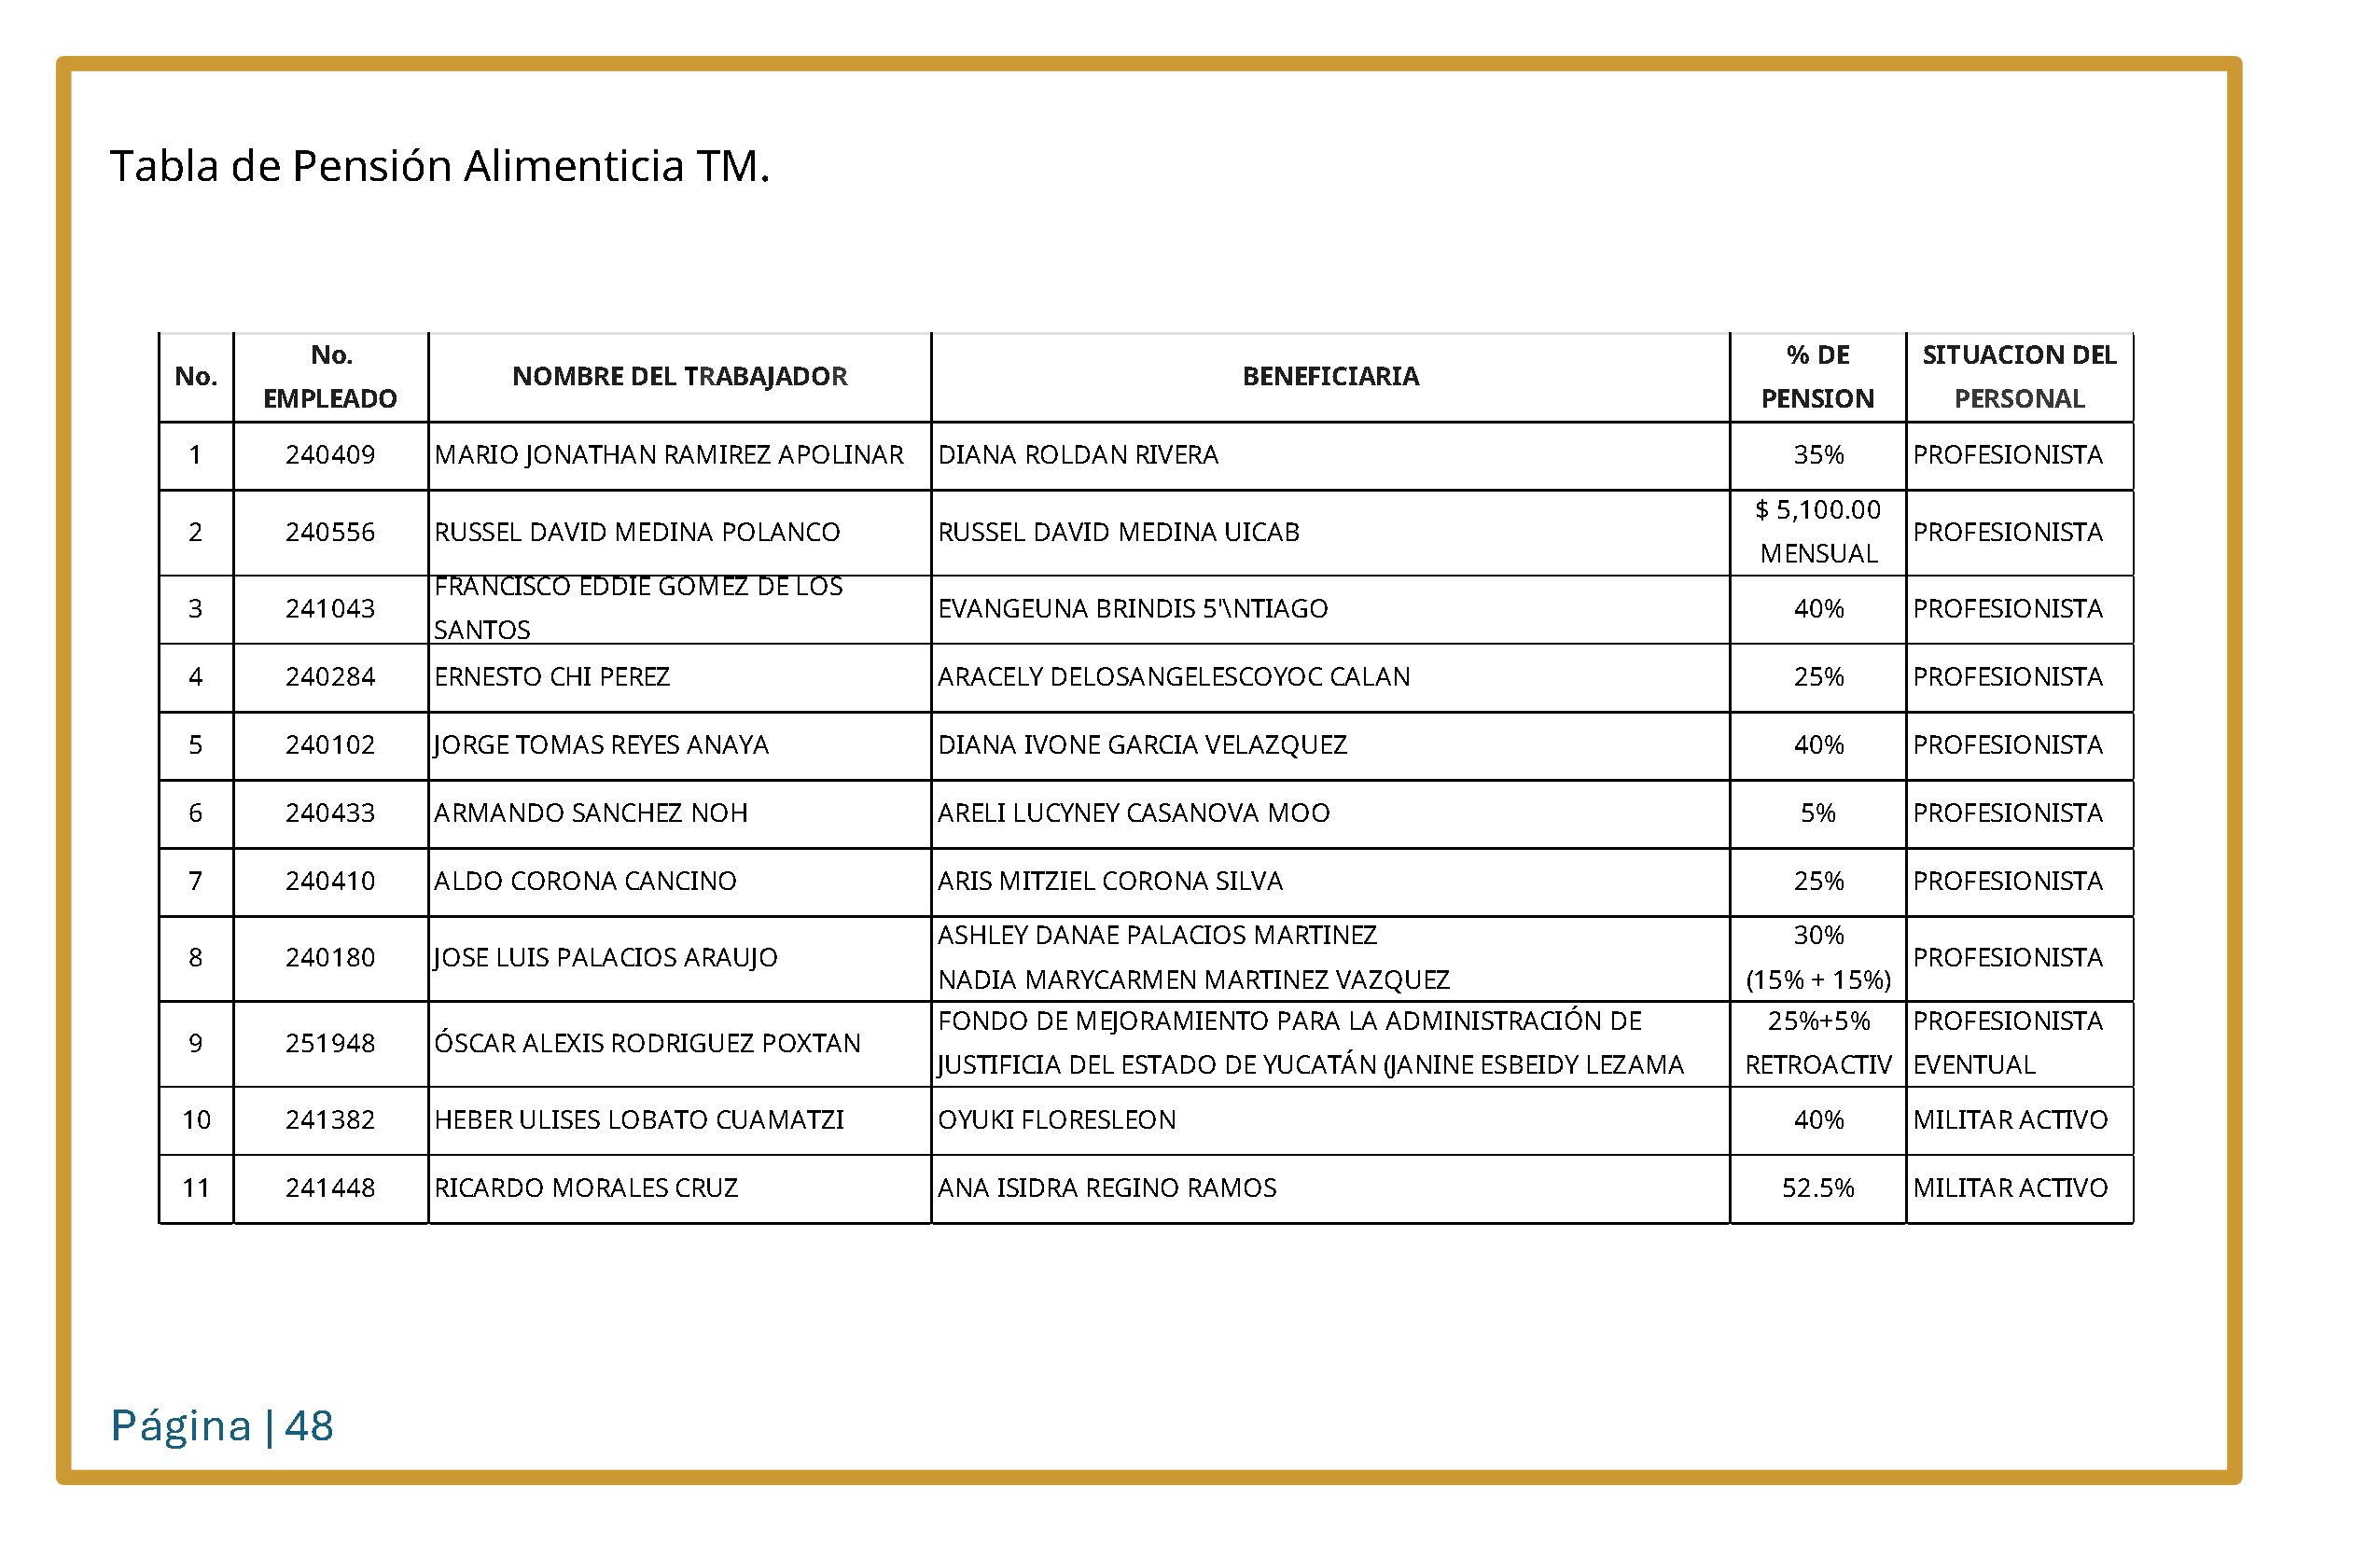 Tabla de Pensión Alimenticia TM.
No. No. EMPLEADO NOMBRE DEL TRABAJADOR BENEFICIARIA % DE PENSION SITUACION DEL PERSONAL
1 240409 MARIO JONATHAN RAMIREZ APOLINAR DIANA ROLDAN RIVERA 35% PROFESIONISTA
2 240556 RUSSEL DAVID MEDINA POLANCO RUSSEL DAVID MEDINA UICAB $ 5,100.00 MENSUAL PROFESIONISTA
3 241043 FRANCISCO EDDIE GOMEZ DE LOS SANTOS EVANGEUNA BRINDIS 5'\NTIAGO 40% PROFESIONISTA
4 240284 ERNESTO CHI PEREZ ARACELY DELOSANGELESCOYOC CALAN 25% PROFESIONISTA
5 240102 JORGE TOMAS REYES ANAYA DIANA IVONE GARCIA VELAZQUEZ 40% PROFESIONISTA
6 240433 ARMANDO SANCHEZ NOH ARELI LUCYNEY CASANOVA MOO 5% PROFESIONISTA
7 240410 ALDO CORONA CANCINO ARIS MITZIEL CORONA SILVA 25% PROFESIONISTA
8 240180 JOSE LUIS PALACIOS ARAUJO ASHLEY DANAE PALACIOS MARTINEZ NADIA MARYCARMEN MARTINEZ VAZQUEZ 30% (15% + 15%) PROFESIONISTA
9 251948 ÓSCAR ALEXIS RODRIGUEZ POXTAN FONDO DE MEJORAMIENTO PARA LA ADMINISTRACIÓN DE JUSTIFICIA DEL ESTADO DE YUCATÁN (JANINE ESBEIDY LEZAMA 25%+5% RETROACTIV PROFESIONISTA EVENTUAL
10 241382 HEBER ULISES LOBATO CUAMATZI OYUKI FLORESLEON 40% MILITAR ACTIVO
11 241448 RICARDO MORALES CRUZ ANA ISIDRA REGINO RAMOS 52.5% MILITAR ACTIVO
Página | 48